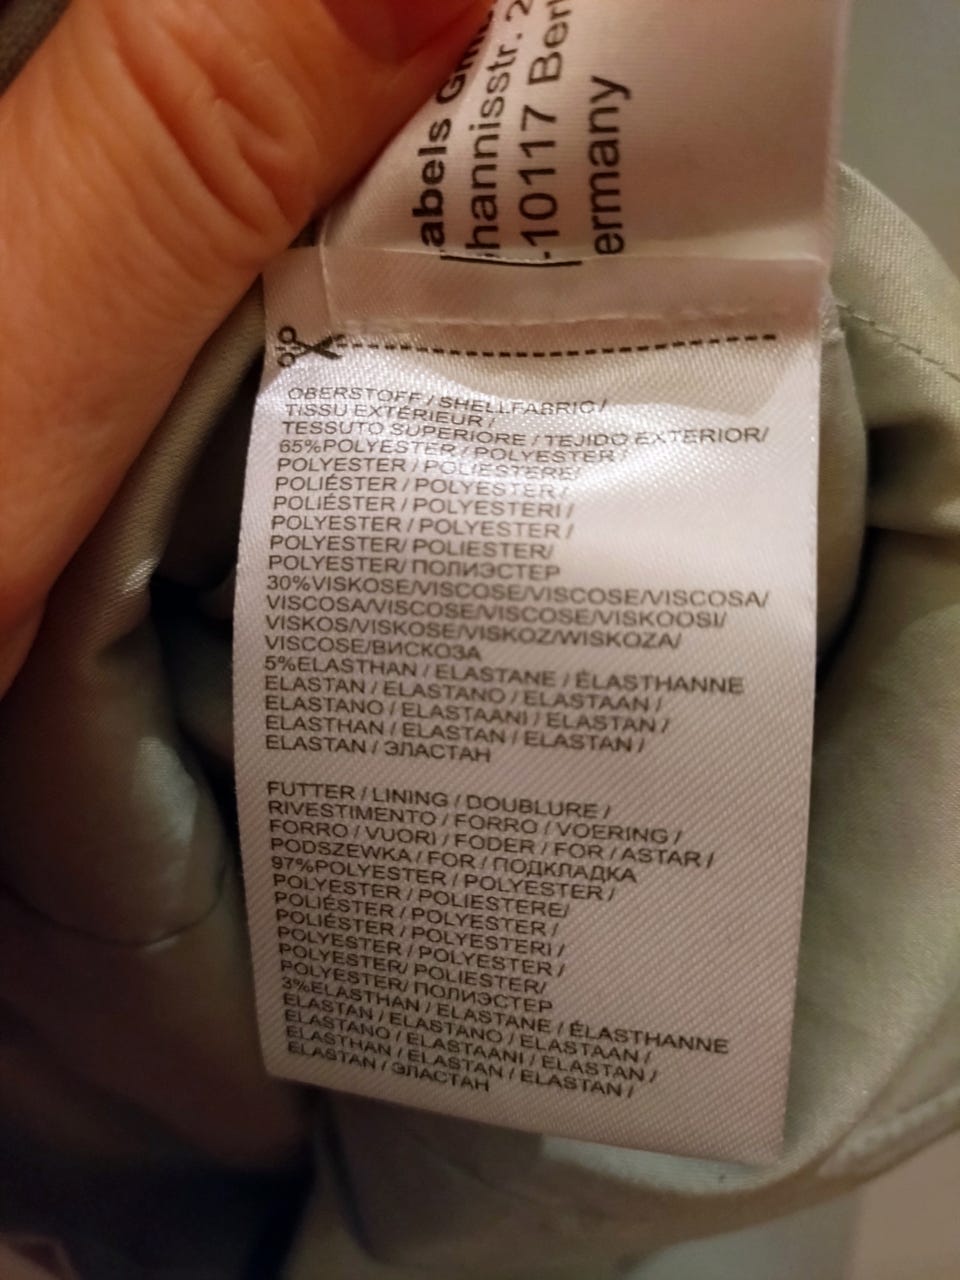 abels
hannisstr. 2
-10117 Ber
ermany
OBERSTOFF / SHELLFABRIC /
TISSU EXTÉRIEUR /
TESSUTO SUPERIORE / TEJIDO EXTERIOR/
65%POLYESTER / POLYESTER /
POLYESTER / POLIESTERE/
POLIÉSTER / POLYESTER /
POLIÉSTER / POLYESTERI /
POLYESTER / POLYESTER /
POLYESTER/ POLIESTER/
POLYESTER/ ПОЛИЭСТЕР
30%VISKOSE/VISCOSE/VISCOSE/VISCOSA/
VISCOSA/VISCOSE/VISCOSE/VISKOOSI/
VISKOS/VISKOSE/VISKOZ/WISKOZA/
VISCOSE/ВИСКОЗА
5%ELASTHAN / ELASTANE / ÉLASTHANNE
ELASTAN / ELASTANO / ELASTAAN /
ELASTANO / ELASTAANI / ELASTAN /
ELASTHAN / ELASTAN / ELASTAN /
ELASTAN / ЭЛАСТАН
FUTTER / LINING / DOUBLURE /
RIVESTIMENTO / FORRO / VOERING /
FORRO / VUORI / FODER / FOR / ASTAR /
PODSZEWKA / FOR / ПОДКЛАДКА
97%POLYESTER / POLYESTER /
POLYESTER / POLIESTERE/
POLIÉSTER / POLYESTER /
POLIÉSTER / POLYESTERI /
POLYESTER / POLYESTER /
POLYESTER/ POLIESTER/
POLYESTER/ ПОЛИЭСТЕР
3%ELASTHAN / ELASTANE / ÉLASTHANNE
ELASTAN / ELASTANO / ELASTAAN /
ELASTANO / ELASTAANI / ELASTAN /
ELASTHAN / ELASTAN / ELASTAN /
ELASTAN / ЭЛАСТАН